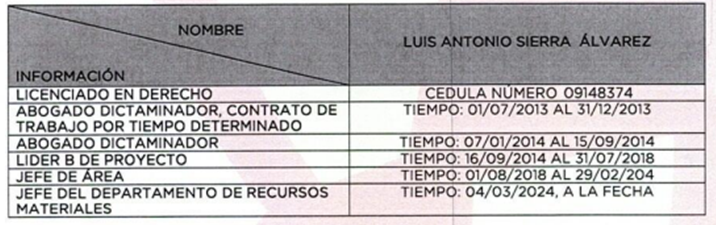 NOMBRE
LUIS ANTONIO SIERRA ÁLVAREZ
INFORMACIÓN
LICENCIADO EN DERECHO
CEDULA NÚMERO 09148374
ABOGADO DICTAMINADOR, CONTRATO DE
TRABAJO POR TIEMPO DETERMINADO
TIEMPO: 01/07/2013 AL 31/12/2013
ABOGADO DICTAMINADOR
TIEMPO: 07/01/2014 AL 15/09/2014
LIDER B DE PROYECTO
TIEMPO: 16/09/2014 AL 31/07/2018
JEFE DE ÁREA
TIEMPO: 01/08/2018 AL 29/02/204
JEFE DEL DEPARTAMENTO DE RECURSOS
MATERIALES
TIEMPO: 04/03/2024, A LA FECHA